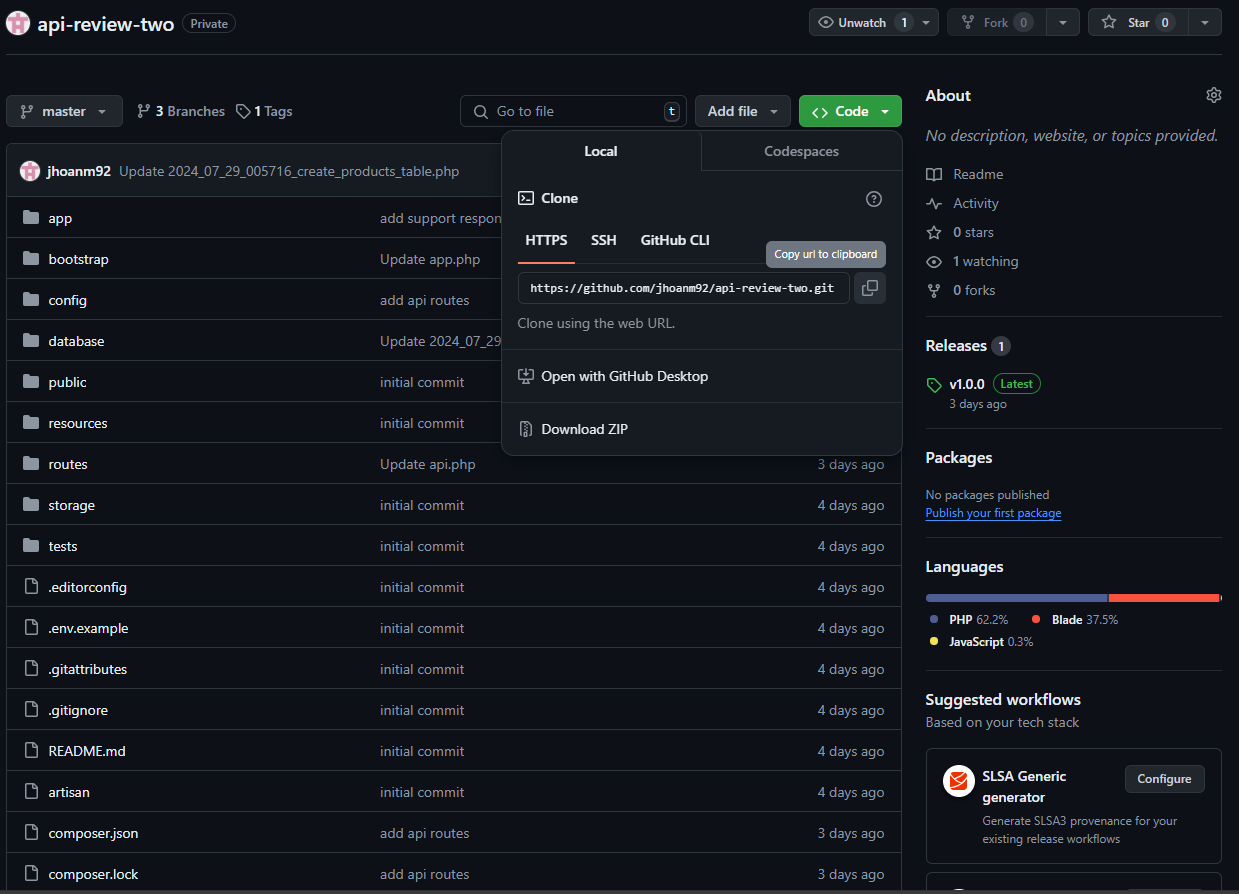 api-review-two Private
Unwatch 1
Fork 0
Star 0
master
3 Branches
1 Tags
Go to file t
Add file
Code
jhoanm92 Update 2024_07_29_005716_create_products_table.php
app add support respon
bootstrap Update app.php
config add api routes
database Update 2024_07_29
public initial commit
resources initial commit
routes Update api.php 3 days ago
storage initial commit 4 days ago
tests initial commit 4 days ago
.editorconfig initial commit 4 days ago
.env.example initial commit 4 days ago
.gitattributes initial commit 4 days ago
.gitignore initial commit 4 days ago
README.md initial commit 4 days ago
artisan initial commit 4 days ago
composer.json add api routes 3 days ago
composer.lock add api routes 3 days ago
Local Codespaces
Clone
HTTPS SSH GitHub CLI
Copy url to clipboard
https://github.com/jhoanm92/api-review-two.git
Clone using the web URL.
Open with GitHub Desktop
Download ZIP
About
No description, website, or topics provided.
Readme
Activity
0 stars
1 watching
0 forks
Releases 1
v1.0.0 Latest
3 days ago
Packages
No packages published
Publish your first package
Languages
PHP 62.2% Blade 37.5%
JavaScript 0.3%
Suggested workflows
Based on your tech stack
SLSA Generic
generator
Configure
Generate SLSA3 provenance for your
existing release workflows